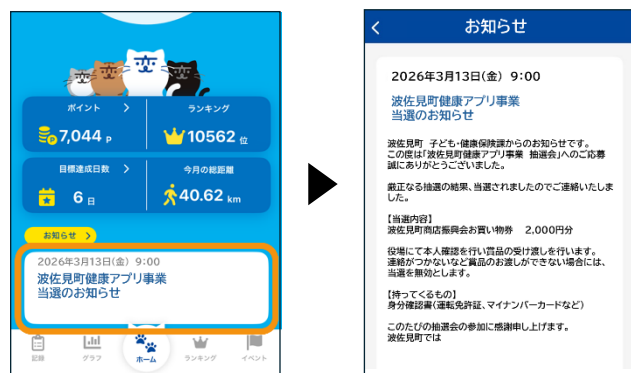 ポイント >
7,044 P
ランキング
10562 位
目標達成日数 >
6 日
今月の総距離
40.62 km
お知らせ >
2026年3月13日(金) 9:00
波佐見町健康アプリ事業
当選のお知らせ
記録
グラフ
ホーム
ランキング
イベント
お知らせ
2026年3月13日(金) 9:00
波佐見町健康アプリ事業
当選のお知らせ
波佐見町 子ども・健康保険課からのお知らせです。
この度は「波佐見町健康アプリ事業 抽選会」へのご応募
誠にありがとうございました。
厳正なる抽選の結果、当選されましたのでご連絡いたしま
した。
【当選内容】
波佐見町商店振興会お買い物券 2,000円分
役場にて本人確認を行い賞品の受け渡しを行います。
連絡がつかないなど賞品のお渡しができない場合には、
当選を無効とします。
【持ってくるもの】
身分確認書(運転免許証、マイナンバーカードなど)
このたびの抽選会の参加に感謝申し上げます。
波佐見町では